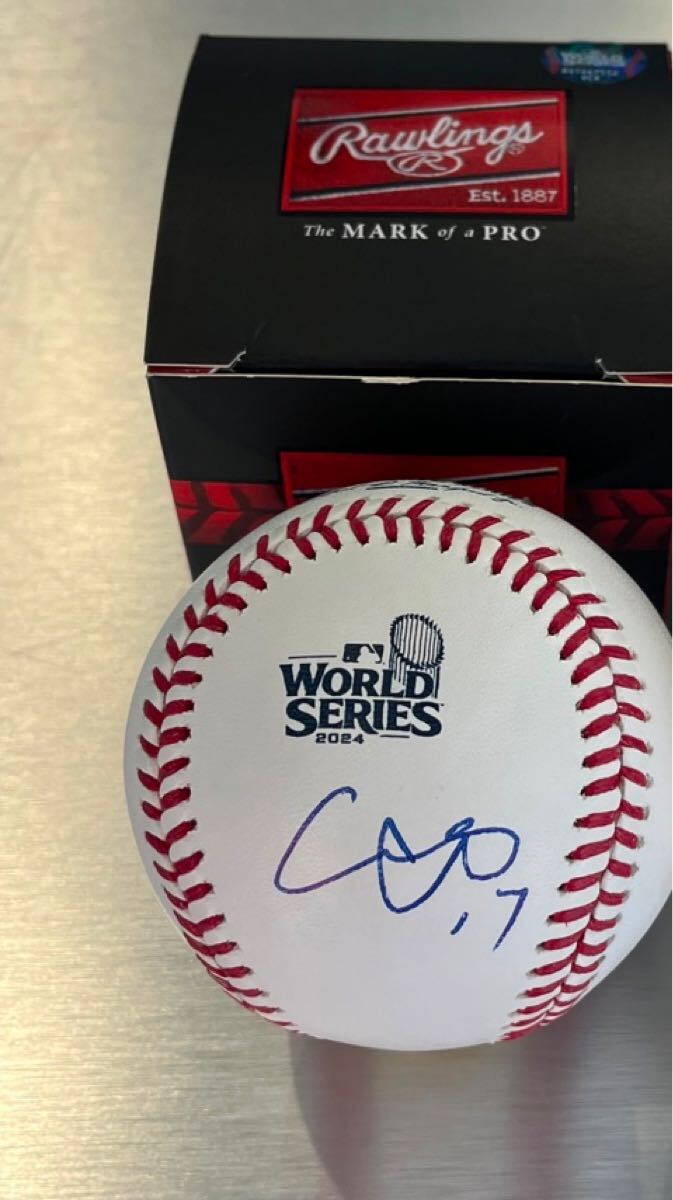 Rawlings®
R
Est. 1887
The MARK of a PRO
WORLD
SERIES
2024
17